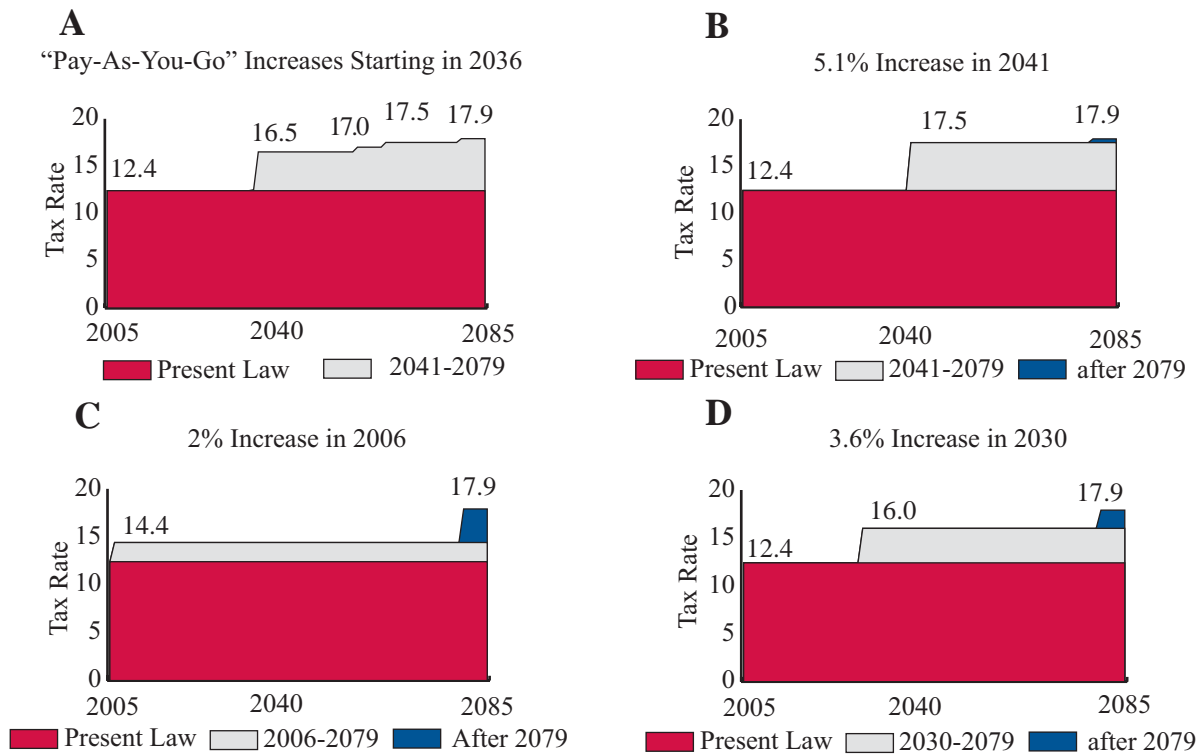 A
“Pay-As-You-Go” Increases Starting in 2036
Tax Rate
20
15
10
5
0
12.4
16.5
17.0
17.5
17.9
2005
2040
2085
Present Law
2041-2079
B
5.1% Increase in 2041
Tax Rate
20
15
10
5
0
12.4
17.5
17.9
2005
2040
2085
Present Law
2041-2079
after 2079
C
2% Increase in 2006
Tax Rate
20
15
10
5
0
14.4
17.9
2005
2040
2085
Present Law
2006-2079
After 2079
D
3.6% Increase in 2030
Tax Rate
20
15
10
5
0
12.4
16.0
17.9
2005
2040
2085
Present Law
2030-2079
after 2079